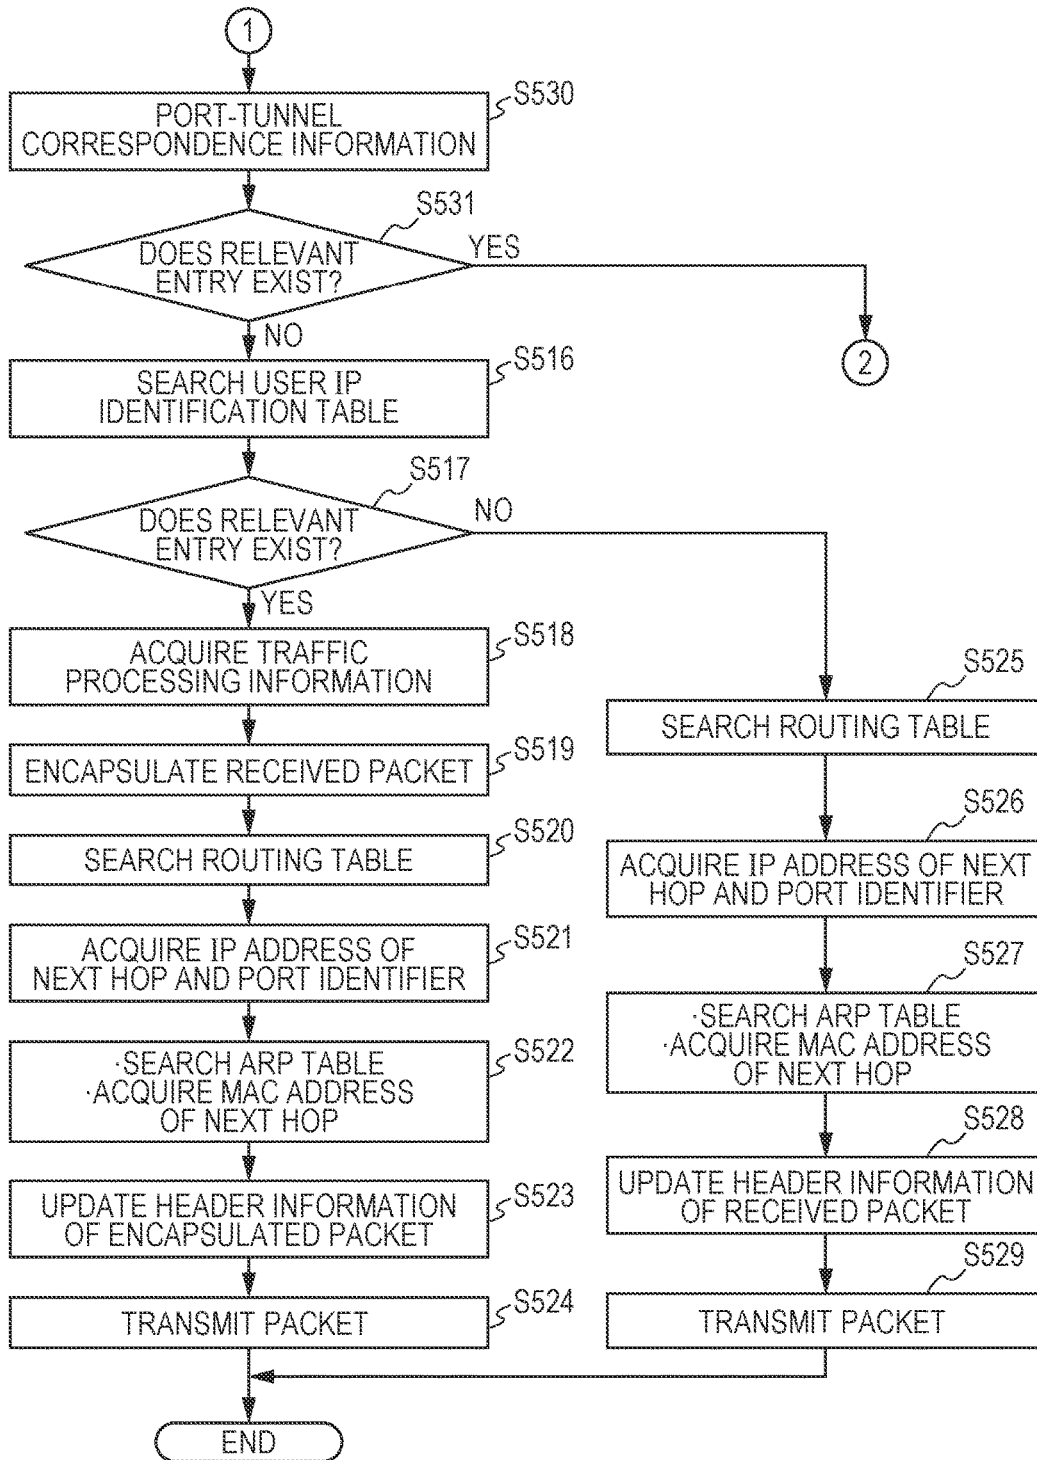 1
S530
PORT-TUNNEL
CORRESPONDENCE INFORMATION
S531
DOES RELEVANT
ENTRY EXIST?
YES
NO
2
S516
SEARCH USER IP
IDENTIFICATION TABLE
S517
DOES RELEVANT
ENTRY EXIST?
NO
YES
S518
ACQUIRE TRAFFIC
PROCESSING INFORMATION
S519
ENCAPSULATE RECEIVED PACKET
S520
SEARCH ROUTING TABLE
S521
ACQUIRE IP ADDRESS OF
NEXT HOP AND PORT IDENTIFIER
S522
·SEARCH ARP TABLE
·ACQUIRE MAC ADDRESS
OF NEXT HOP
S523
UPDATE HEADER INFORMATION
OF ENCAPSULATED PACKET
S524
TRANSMIT PACKET
S525
SEARCH ROUTING TABLE
S526
ACQUIRE IP ADDRESS OF NEXT
HOP AND PORT IDENTIFIER
S527
·SEARCH ARP TABLE
·ACQUIRE MAC ADDRESS
OF NEXT HOP
S528
UPDATE HEADER INFORMATION
OF RECEIVED PACKET
S529
TRANSMIT PACKET
END